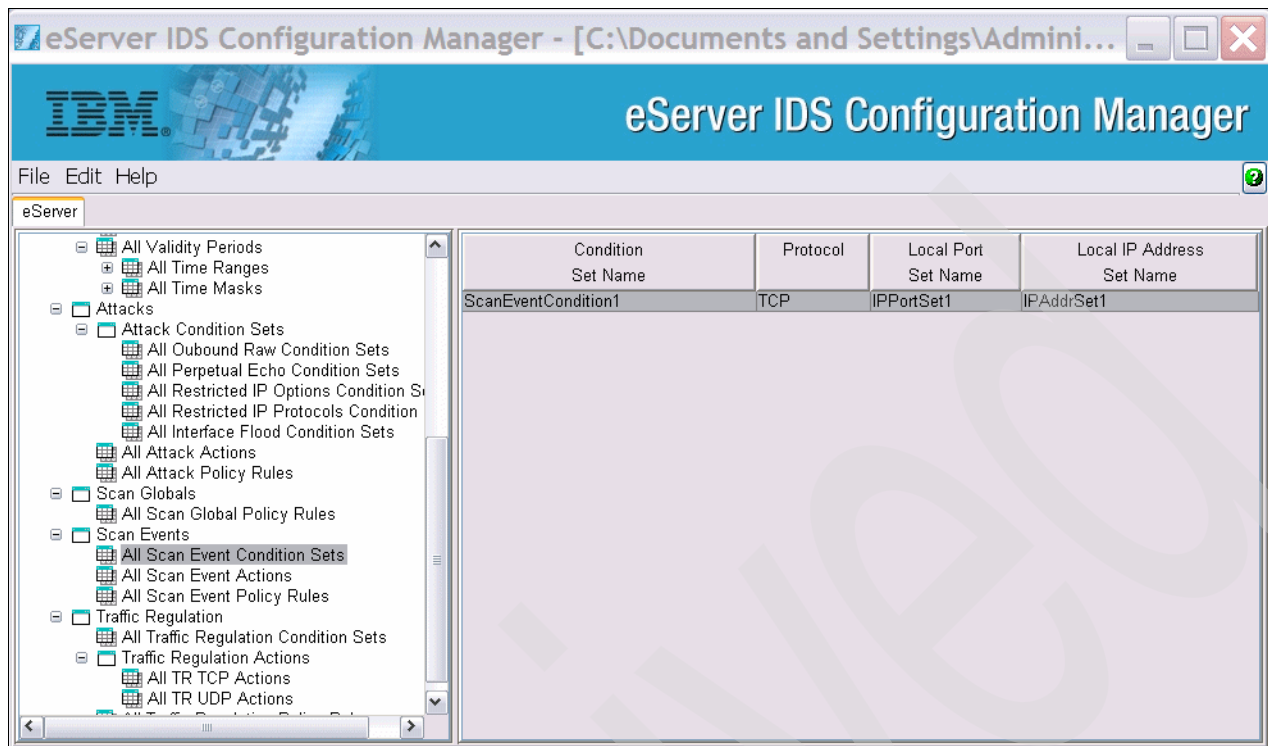 eServer IDS Configuration Manager - [C:\Documents and Settings\Admini...
IBM®
eServer IDS Configuration Manager
File Edit Help
eServer
All Validity Periods
All Time Ranges
All Time Masks
Attacks
Attack Condition Sets
All Oubound Raw Condition Sets
All Perpetual Echo Condition Sets
All Restricted IP Options Condition S
All Restricted IP Protocols Condition
All Interface Flood Condition Sets
All Attack Actions
All Attack Policy Rules
Scan Globals
All Scan Global Policy Rules
Scan Events
All Scan Event Condition Sets
All Scan Event Actions
All Scan Event Policy Rules
Traffic Regulation
All Traffic Regulation Condition Sets
Traffic Regulation Actions
All TR TCP Actions
All TR UDP Actions
Condition Set Name
Protocol
Local Port Set Name
Local IP Address Set Name
ScanEventCondition1 TCP IPPortSet1 IPAddrSet1